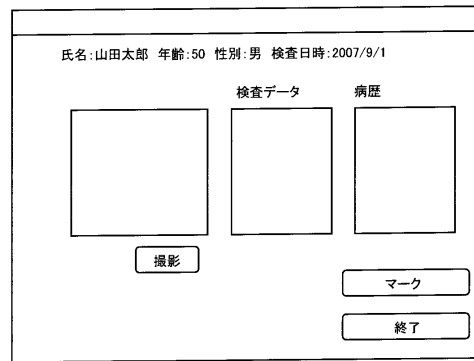 氏名:山田太郎 年齢:50 性別:男 検査日時:2007/9/1
検査データ 病歴
撮影
マーク
終了